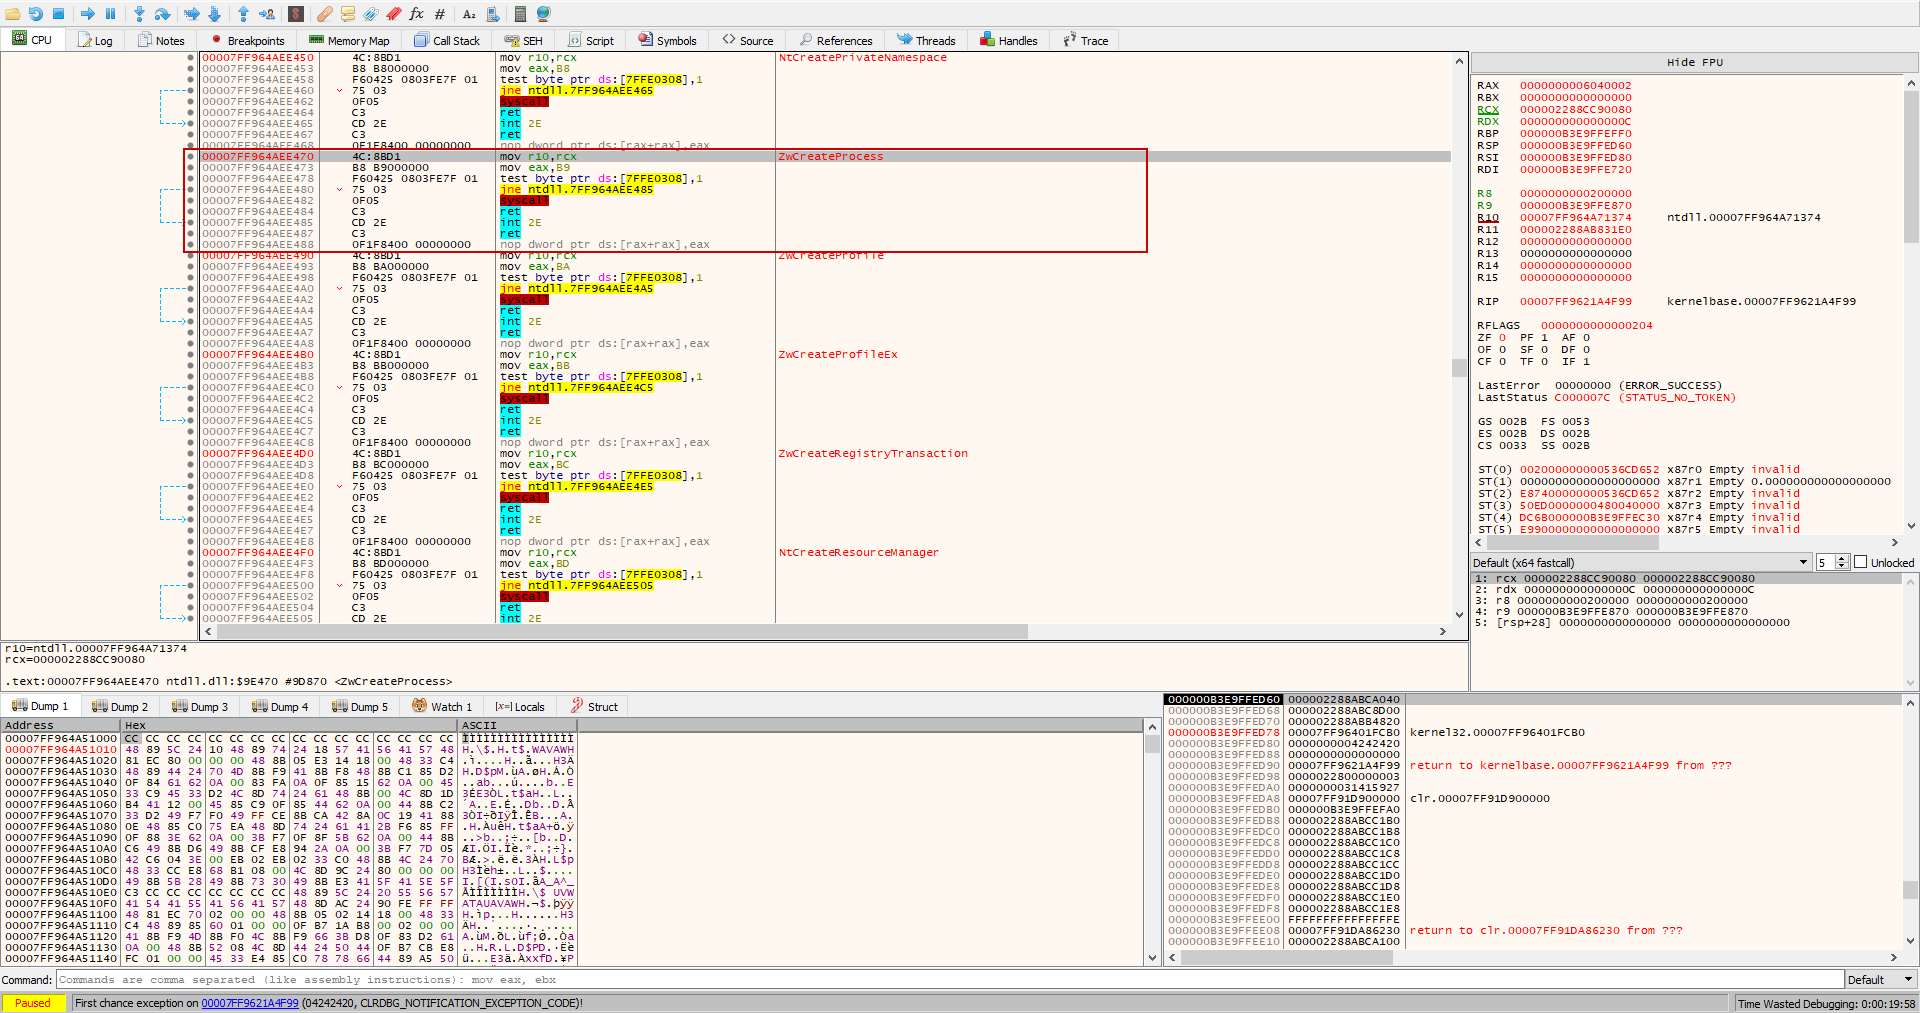 CPU Log Notes Breakpoints Memory Map Call Stack SEH Script Symbols Source References Threads Handles Trace
00007FF964AEE450 4C:8BD1 mov r10,rcx NtCreatePrivateNamespace
00007FF964AEE453 B8 B8000000 mov eax,B8
00007FF964AEE458 F60425 0803FE7F 01 test byte ptr ds:[7FFE0308],1
00007FF964AEE460 75 03 jne ntdll.7FF964AEE465
00007FF964AEE462 0F05 syscall
00007FF964AEE464 C3 ret
00007FF964AEE465 CD 2E int 2E
00007FF964AEE467 C3 ret
00007FF964AEE468 0F1F8400 00000000 nop dword ptr ds:[rax+rax],eax
00007FF964AEE470 4C:8BD1 mov r10,rcx ZwCreateProcess
00007FF964AEE473 B8 B9000000 mov eax,B9
00007FF964AEE478 F60425 0803FE7F 01 test byte ptr ds:[7FFE0308],1
00007FF964AEE480 75 03 jne ntdll.7FF964AEE485
00007FF964AEE482 0F05 syscall
00007FF964AEE484 C3 ret
00007FF964AEE485 CD 2E int 2E
00007FF964AEE487 C3 ret
00007FF964AEE488 0F1F8400 00000000 nop dword ptr ds:[rax+rax],eax
00007FF964AEE490 4C:8BD1 mov r10,rcx ZwCreateProfile
00007FF964AEE493 B8 BA000000 mov eax,BA
00007FF964AEE498 F60425 0803FE7F 01 test byte ptr ds:[7FFE0308],1
00007FF964AEE4A0 75 03 jne ntdll.7FF964AEE4A5
00007FF964AEE4A2 0F05 syscall
00007FF964AEE4A4 C3 ret
00007FF964AEE4A5 CD 2E int 2E
00007FF964AEE4A7 C3 ret
00007FF964AEE4A8 0F1F8400 00000000 nop dword ptr ds:[rax+rax],eax
00007FF964AEE4B0 4C:8BD1 mov r10,rcx ZwCreateProfileEx
00007FF964AEE4B3 B8 BB000000 mov eax,BB
00007FF964AEE4B8 F60425 0803FE7F 01 test byte ptr ds:[7FFE0308],1
00007FF964AEE4C0 75 03 jne ntdll.7FF964AEE4C5
00007FF964AEE4C2 0F05 syscall
00007FF964AEE4C4 C3 ret
00007FF964AEE4C5 CD 2E int 2E
00007FF964AEE4C7 C3 ret
00007FF964AEE4C8 0F1F8400 00000000 nop dword ptr ds:[rax+rax],eax
00007FF964AEE4D0 4C:8BD1 mov r10,rcx ZwCreateRegistryTransaction
00007FF964AEE4D3 B8 BC000000 mov eax,BC
00007FF964AEE4D8 F60425 0803FE7F 01 test byte ptr ds:[7FFE0308],1
00007FF964AEE4E0 75 03 jne ntdll.7FF964AEE4E5
00007FF964AEE4E2 0F05 syscall
00007FF964AEE4E4 C3 ret
00007FF964AEE4E5 CD 2E int 2E
00007FF964AEE4E7 C3 ret
00007FF964AEE4E8 0F1F8400 00000000 nop dword ptr ds:[rax+rax],eax
00007FF964AEE4F0 4C:8BD1 mov r10,rcx NtCreateResourceManager
00007FF964AEE4F3 B8 BD000000 mov eax,BD
00007FF964AEE4F8 F60425 0803FE7F 01 test byte ptr ds:[7FFE0308],1
00007FF964AEE500 75 03 jne ntdll.7FF964AEE505
00007FF964AEE502 0F05 syscall
00007FF964AEE504 C3 ret
00007FF964AEE505 CD 2E int 2E
Hide FPU
RAX 0000000006040002
RBX 0000000000000000
RCX 000002288CC90080
RDX 000000000000000C
RBP 000000B3E9FFEFF0
RSP 000000B3E9FFED60
RSI 000000B3E9FFED80
RDI 000000B3E9FFE720
R8 0000000000200000
R9 000000B3E9FFE870
R10 00007FF964A71374 ntdll.00007FF964A71374
R11 000002288AB831E0
R12 0000000000000000
R13 0000000000000000
R14 0000000000000000
R15 0000000000000000
RIP 00007FF9621A4F99 kernelbase.00007FF9621A4F99
RFLAGS 0000000000000204
ZF 0 PF 1 AF 0
OF 0 SF 0 DF 0
CF 0 TF 0 IF 1
LastError 00000000 (ERROR_SUCCESS)
LastStatus C000007C (STATUS_NO_TOKEN)
GS 002B FS 0053
ES 002B DS 002B
CS 0033 SS 002B
ST(0) 00200000000000536CD652 x87r0 Empty invalid
ST(1) 00000000000000000000 x87r1 Empty 0.000000000000000000
ST(2) E8740000000536CD652 x87r2 Empty invalid
ST(3) 50ED0000000480040000 x87r3 Empty invalid
ST(4) DC6B000000B3E9FFEC30 x87r4 Empty invalid
ST(5) E9900000000000000000 x87r5 Empty invalid
Default (x64 fastcall) 5 Unlocked
1: rcx 000002288CC90080 000002288CC90080
2: rdx 000000000000000C 000000000000000C
3: r8 0000000000200000 0000000000200000
4: r9 000000B3E9FFE870 000000B3E9FFE870
5: [rsp+28] 0000000000000000 0000000000000000
r10=ntdll.00007FF964A71374
rcx=000002288CC90080
.text:00007FF964AEE470 ntdll.dll:$9E470 #9D870 <ZwCreateProcess>
Dump 1 Dump 2 Dump 3 Dump 4 Dump 5 Watch 1 Locals Struct
Address Hex ASCII
00007FF964A51000 CC CC CC CC CC CC CC CC CC CC CC CC CC CC CC CC ÌÌÌÌÌÌÌÌÌÌÌÌÌÌÌÌ
00007FF964A51010 48 89 5C 24 10 48 89 74 24 18 57 41 56 41 57 48 H.\$.H.t$.WAVAWH
00007FF964A51020 81 EC 80 00 00 00 48 8B 05 E3 14 18 00 48 33 C4
00007FF964A51030 48 89 44 24 70 4D 8B F9 41 8B F8 48 8B C1 85 D2
00007FF964A51040 0F 84 61 62 0A 00 83 FA 0A 0F 85 15 62 0A 00 45
00007FF964A51050 33 C9 45 33 D2 4C 8D 74 24 61 48 8B 00 4C 8D 1D
00007FF964A51060 B4 41 12 00 45 85 C9 0F 85 44 62 0A 00 44 8B C2
00007FF964A51070 33 D2 49 F7 F0 49 FF CE 8B CA 42 8A 0C 19 41 88
00007FF964A51080 0E 48 85 C0 75 EA 48 8D 74 24 61 41 2B F6 85 FF
00007FF964A51090 0F 88 3E 62 0A 00 3B F7 0F 8F 5B 62 0A 00 44 8B
00007FF964A510A0 C6 49 8B D6 49 8B CF E8 94 2A 0A 00 3B F7 7D 05
00007FF964A510B0 42 C6 04 3E 00 EB 02 EB 02 33 C0 48 8B 4C 24 70
00007FF964A510C0 48 33 CC E8 68 B1 08 00 4C 8D 9C 24 80 00 00 00
00007FF964A510D0 49 8B 5B 28 49 8B 73 30 49 8B E3 41 5F 41 5E 5F
00007FF964A510E0 C3 CC CC CC CC CC CC CC 48 89 5C 24 20 55 56 57
00007FF964A510F0 41 54 41 55 41 56 41 57 48 8D AC 24 90 FE FF FF
00007FF964A51100 48 81 EC 70 02 00 00 48 8B 05 02 14 18 00 48 33
00007FF964A51110 C4 48 89 85 60 01 00 00 0F B7 1A B8 00 02 00 00
00007FF964A51120 41 8B F9 4D 8B F0 4C 8B F9 66 3B D8 0F 83 D2 61
00007FF964A51130 0A 00 48 8B 52 08 4C 8D 44 24 50 44 0F B7 CB E8
00007FF964A51140 FC 01 00 00 45 33 E4 85 C0 78 78 66 44 89 A5 50
000000B3E9FFED60 000002288ABCA040
000000B3E9FFED68 000002288ABC8D00
000000B3E9FFED70 000002288ABB4820
000000B3E9FFED78 00007FF96401FCB0 kernel32.00007FF96401FCB0
000000B3E9FFED80 0000000004242420
000000B3E9FFED88 0000000000000000
000000B3E9FFED90 00007FF9621A4F99 return to kernelbase.00007FF9621A4F99 from ???
000000B3E9FFED98 0000022800000003
000000B3E9FFEDA0 0000000031415927
000000B3E9FFEDA8 00007FF91D900000 clr.00007FF91D900000
000000B3E9FFEDB0 000000B3E9FFEFA0
000000B3E9FFEDB8 000002288ABCC1B0
000000B3E9FFEDC0 000002288ABCC1B8
000000B3E9FFEDC8 000002288ABCC1C0
000000B3E9FFEDD0 000002288ABCC1C8
000000B3E9FFEDD8 000002288ABCC1CC
000000B3E9FFEDE0 000002288ABCC1D0
000000B3E9FFEDE8 000002288ABCC1D8
000000B3E9FFEDF0 000002288ABCC1E0
000000B3E9FFEDF8 000002288ABCC1E8
000000B3E9FFEE00 FFFFFFFFFFFFFFFE
000000B3E9FFEE08 00007FF91DA86230 return to clr.00007FF91DA86230 from ???
000000B3E9FFEE10 000002288ABCA100
Command: Commands are comma separated (like assembly instructions): mov eax, ebx Default
Paused First chance exception on 00007FF9621A4F99 (04242420, CLRDBG_NOTIFICATION_EXCEPTION_CODE)! Time Wasted Debugging: 0:00:19:58